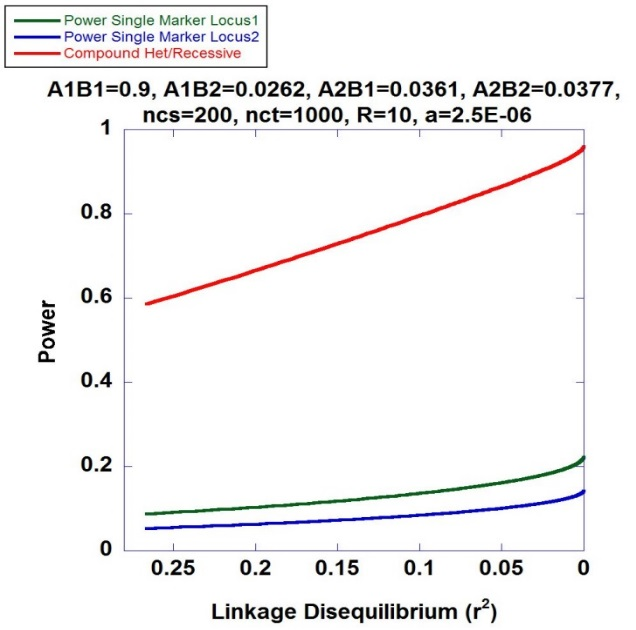 Power Single Marker Locus1
Power Single Marker Locus2
Compound Het/Recessive
A1B1=0.9, A1B2=0.0262, A2B1=0.0361, A2B2=0.0377,
ncs=200, nct=1000, R=10, a=2.5E-06
1
0.8
0.6
0.4
0.2
0
Power
0.25 0.2 0.15 0.1 0.05 0
Linkage Disequilibrium (r²)